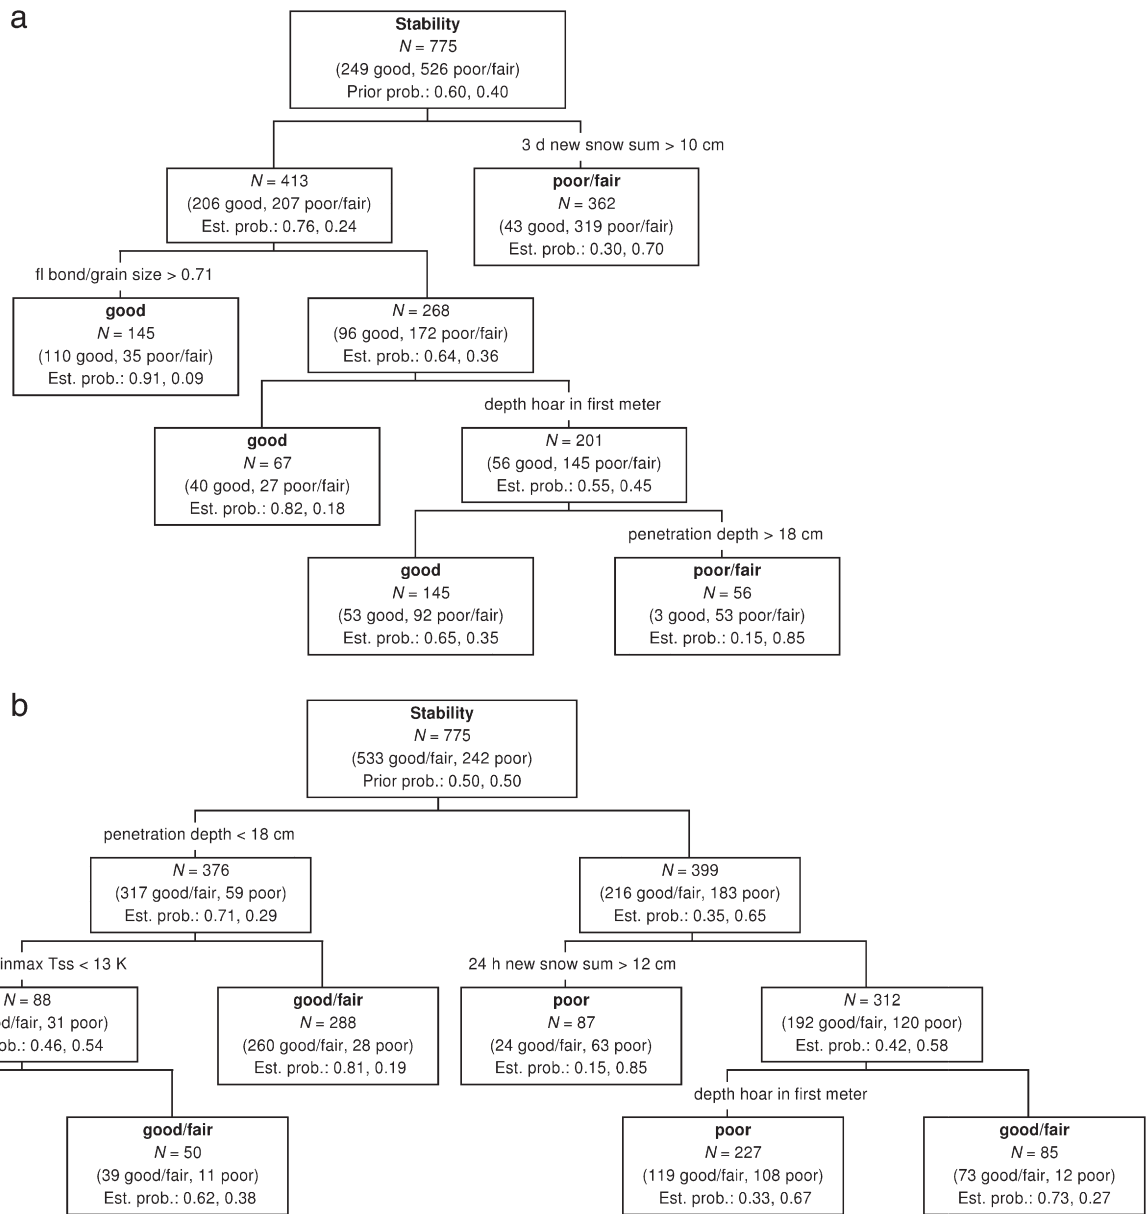 a
Stability
N = 775
(249 good, 526 poor/fair)
Prior prob.: 0.60, 0.40
3 d new snow sum > 10 cm
N = 413
(206 good, 207 poor/fair)
Est. prob.: 0.76, 0.24
poor/fair
N = 362
(43 good, 319 poor/fair)
Est. prob.: 0.30, 0.70
fl bond/grain size > 0.71
good
N = 145
(110 good, 35 poor/fair)
Est. prob.: 0.91, 0.09
N = 268
(96 good, 172 poor/fair)
Est. prob.: 0.64, 0.36
depth hoar in first meter
good
N = 67
(40 good, 27 poor/fair)
Est. prob.: 0.82, 0.18
N = 201
(56 good, 145 poor/fair)
Est. prob.: 0.55, 0.45
penetration depth > 18 cm
good
N = 145
(53 good, 92 poor/fair)
Est. prob.: 0.65, 0.35
poor/fair
N = 56
(3 good, 53 poor/fair)
Est. prob.: 0.15, 0.85
b
Stability
N = 775
(533 good/fair, 242 poor)
Prior prob.: 0.50, 0.50
penetration depth < 18 cm
N = 376
(317 good/fair, 59 poor)
Est. prob.: 0.71, 0.29
N = 399
(216 good/fair, 183 poor)
Est. prob.: 0.35, 0.65
inmax Tss < 13 K
24 h new snow sum > 12 cm
N = 88
d/fair, 31 poor)
ob.: 0.46, 0.54
good/fair
N = 288
(260 good/fair, 28 poor)
Est. prob.: 0.81, 0.19
poor
N = 87
(24 good/fair, 63 poor)
Est. prob.: 0.15, 0.85
N = 312
(192 good/fair, 120 poor)
Est. prob.: 0.42, 0.58
depth hoar in first meter
good/fair
N = 50
(39 good/fair, 11 poor)
Est. prob.: 0.62, 0.38
poor
N = 227
(119 good/fair, 108 poor)
Est. prob.: 0.33, 0.67
good/fair
N = 85
(73 good/fair, 12 poor)
Est. prob.: 0.73, 0.27